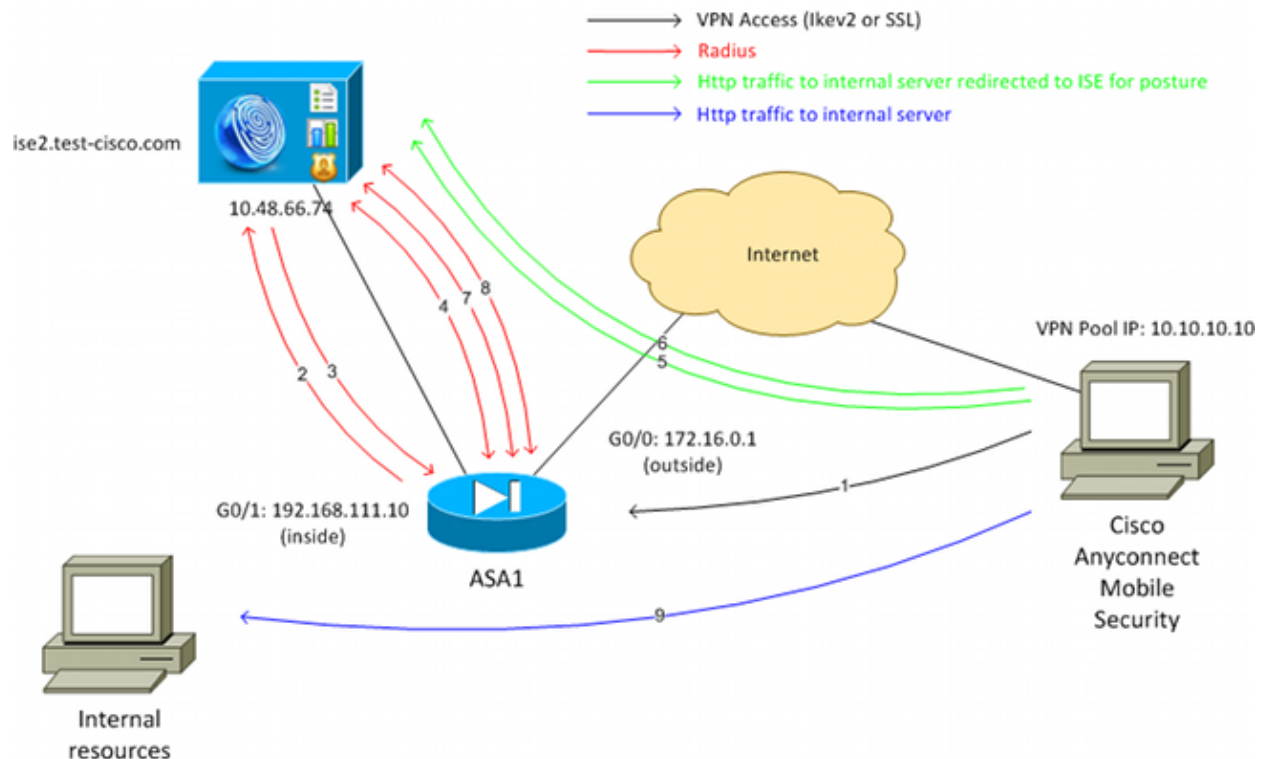 VPN Access (Ikev2 or SSL)
Radius
Http traffic to internal server redirected to ISE for posture
Http traffic to internal server
ise2.test-cisco.com
10.48.66.74
Internet
VPN Pool IP: 10.10.10.10
4
7
8
6
5
2
3
G0/0: 172.16.0.1
(outside)
1
G0/1: 192.168.111.10
(inside)
ASA1
Cisco
Anyconnect
Mobile
Security
9
Internal
resources